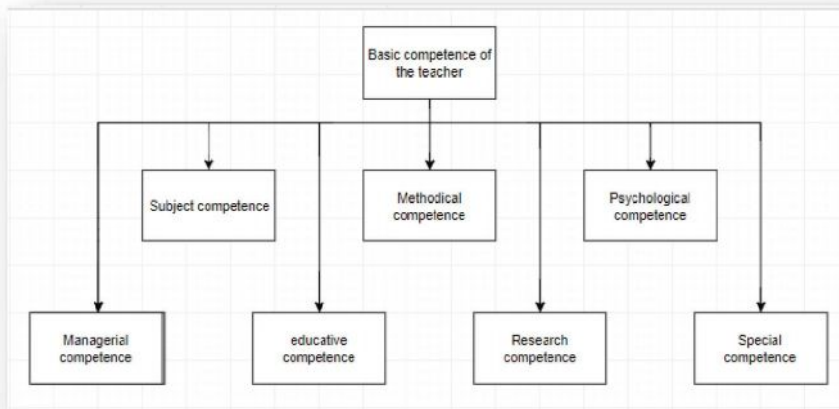 Basic competence of
the teacher
Subject competence
Methodical
competence
Psychological
competence
Managerial
competence
educative
competence
Research
competence
Special
competence